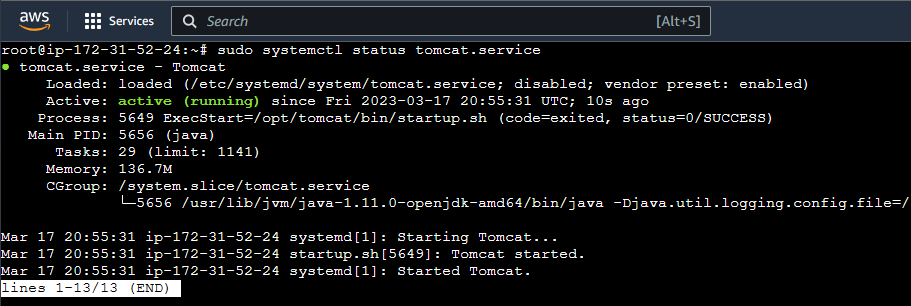 aws
Services
Search
[Alt+S]
root@ip-172-31-52-24:~# sudo systemctl status tomcat.service
● tomcat.service - Tomcat
Loaded: loaded (/etc/systemd/system/tomcat.service; disabled; vendor preset: enabled)
Active: active (running) since Fri 2023-03-17 20:55:31 UTC; 10s ago
Process: 5649 ExecStart=/opt/tomcat/bin/startup.sh (code=exited, status=0/SUCCESS)
Main PID: 5656 (java)
Tasks: 29 (limit: 1141)
Memory: 136.7M
CGroup: /system.slice/tomcat.service
└─5656 /usr/lib/jvm/java-1.11.0-openjdk-amd64/bin/java -Djava.util.logging.config.file=/
Mar 17 20:55:31 ip-172-31-52-24 systemd[1]: Starting Tomcat...
Mar 17 20:55:31 ip-172-31-52-24 startup.sh[5649]: Tomcat started.
Mar 17 20:55:31 ip-172-31-52-24 systemd[1]: Started Tomcat.
lines 1-13/13 (END)